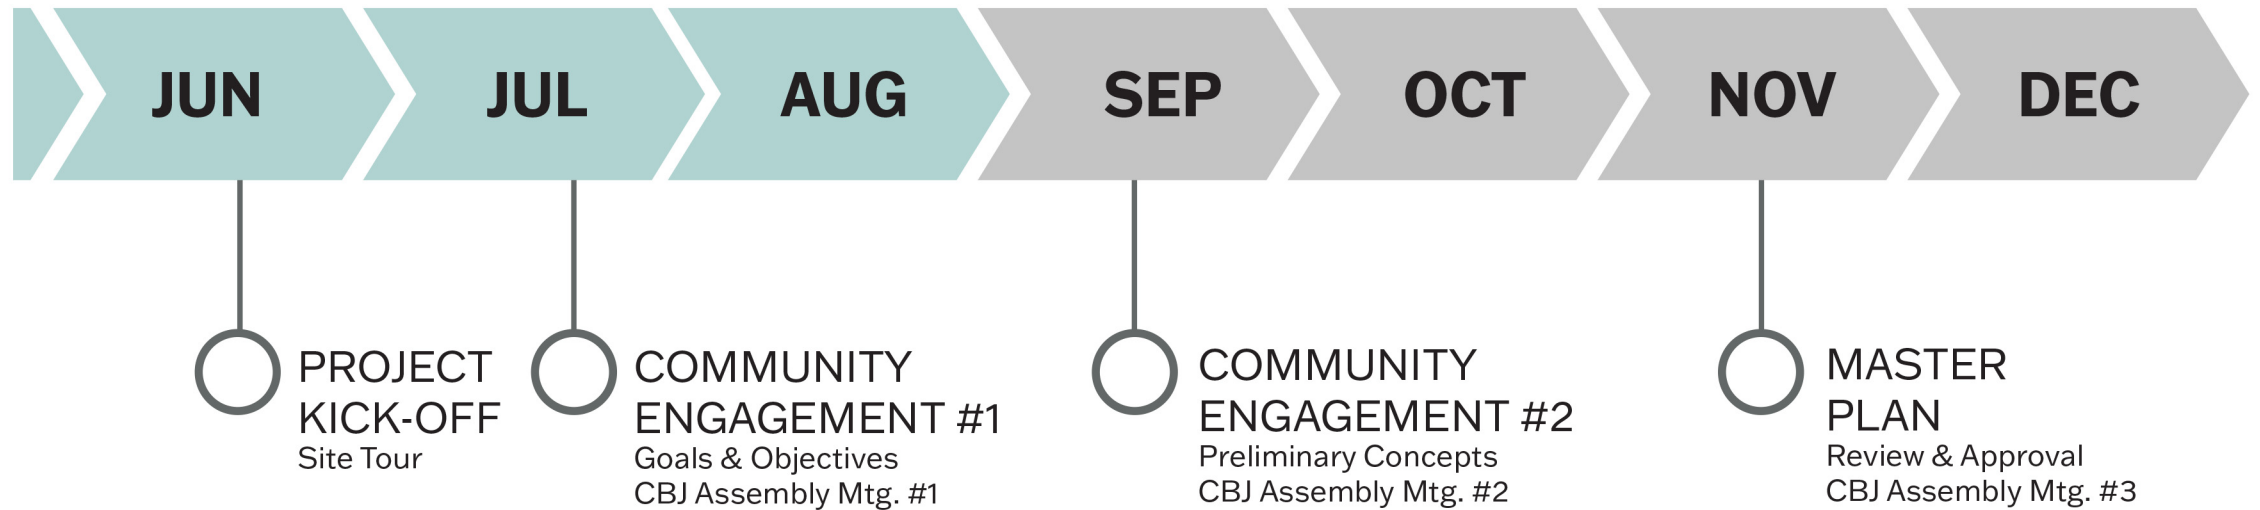 JUN
JUL
AUG
SEP
OCT
NOV
DEC
PROJECT
KICK-OFF
Site Tour
COMMUNITY
ENGAGEMENT #1
Goals & Objectives
CBJ Assembly Mtg. #1
COMMUNITY
ENGAGEMENT #2
Preliminary Concepts
CBJ Assembly Mtg. #2
MASTER
PLAN
Review & Approval
CBJ Assembly Mtg. #3